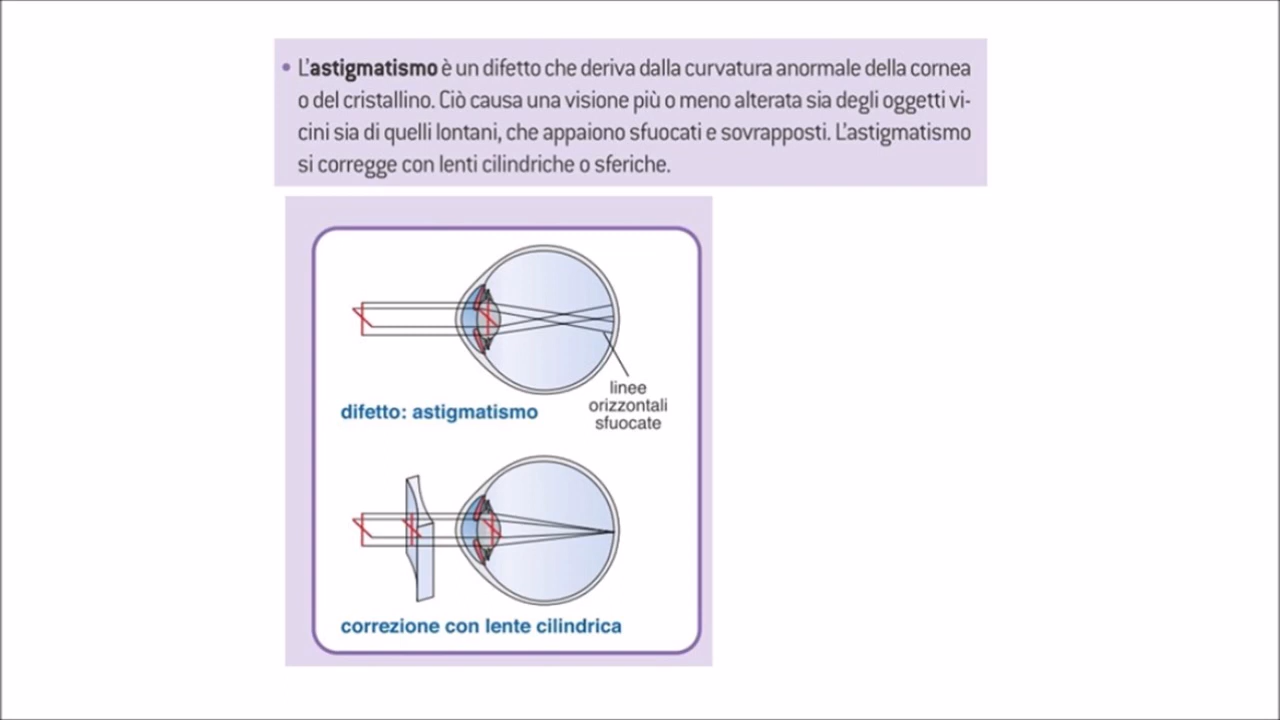 • L'astigmatismo è un difetto che deriva dalla curvatura anormale della cornea
o del cristallino. Ciò causa una visione più o meno alterata sia degli oggetti vi-
cini sia di quelli lontani, che appaiono sfuocati e sovrapposti. L'astigmatismo
si corregge con lenti cilindriche o sferiche.
linee
orizzontali
sfuocate
difetto: astigmatismo
correzione con lente cilindrica